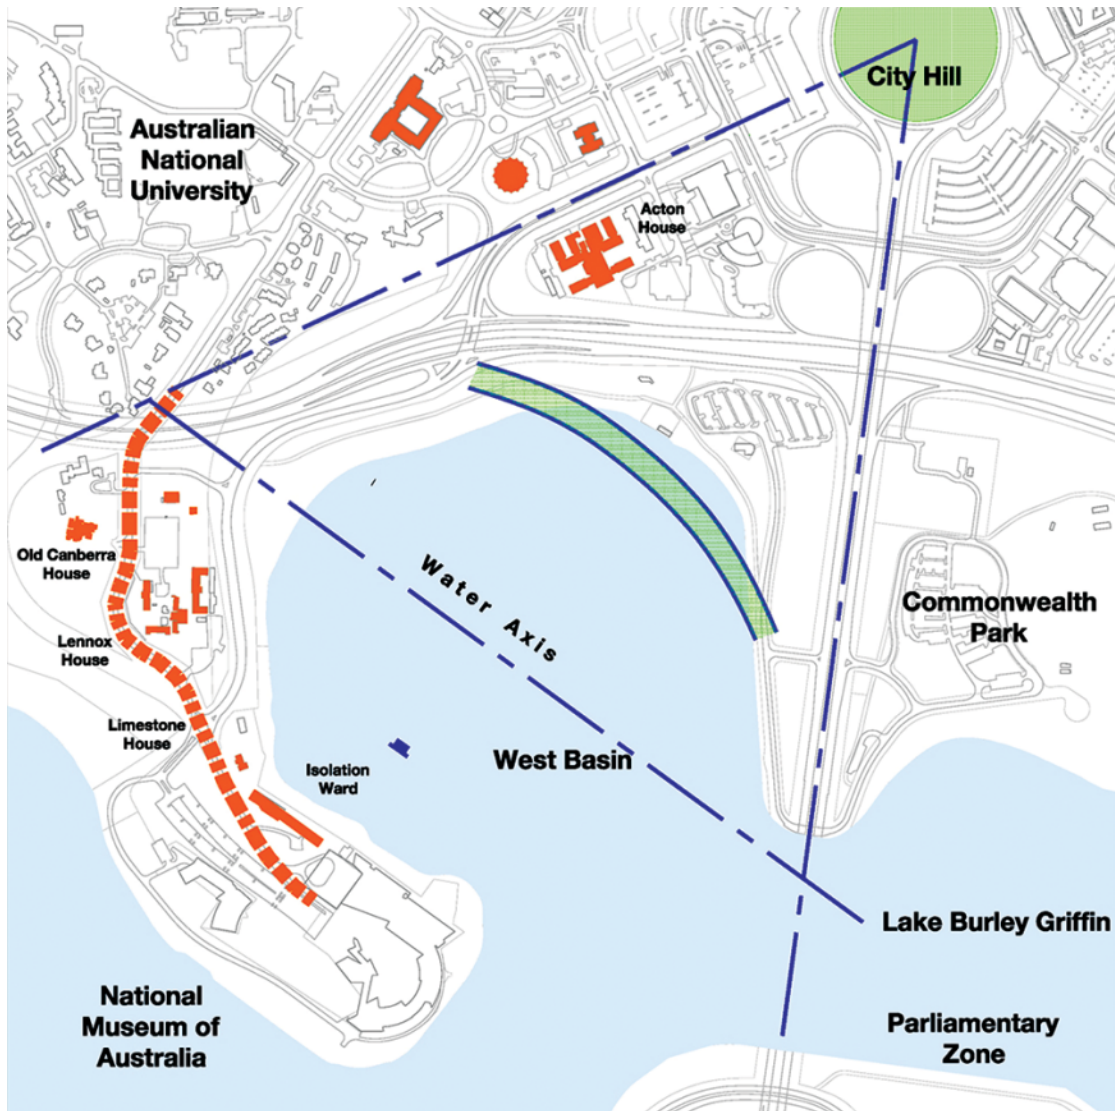 City Hill
Australian
National
University
Acton
House
Old Canberra
House
Water Axis
Commonwealth
Park
Lennox
House
Limestone
House
Isolation
Ward
West Basin
Lake Burley Griffin
National
Museum of
Australia
Parliamentary
Zone